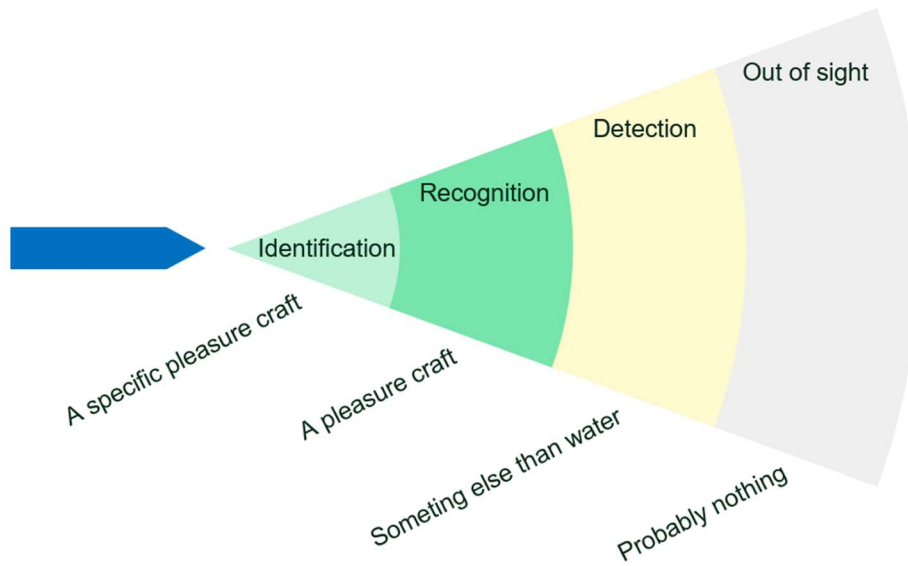 Out of sight
Detection
Recognition
Identification
A specific pleasure craft
A pleasure craft
Someting else than water
Probably nothing